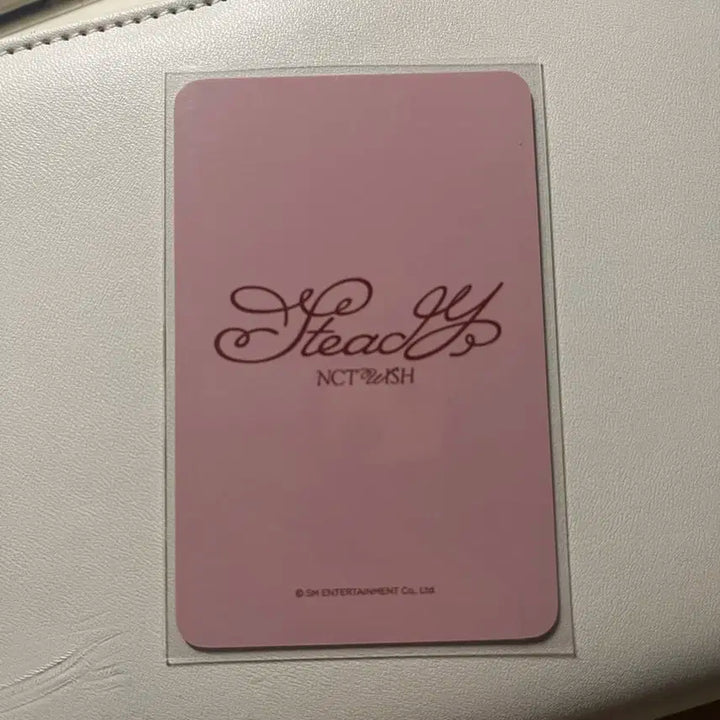 Steady
NCT WISH
© SM ENTERTAINMENT Co., Ltd.